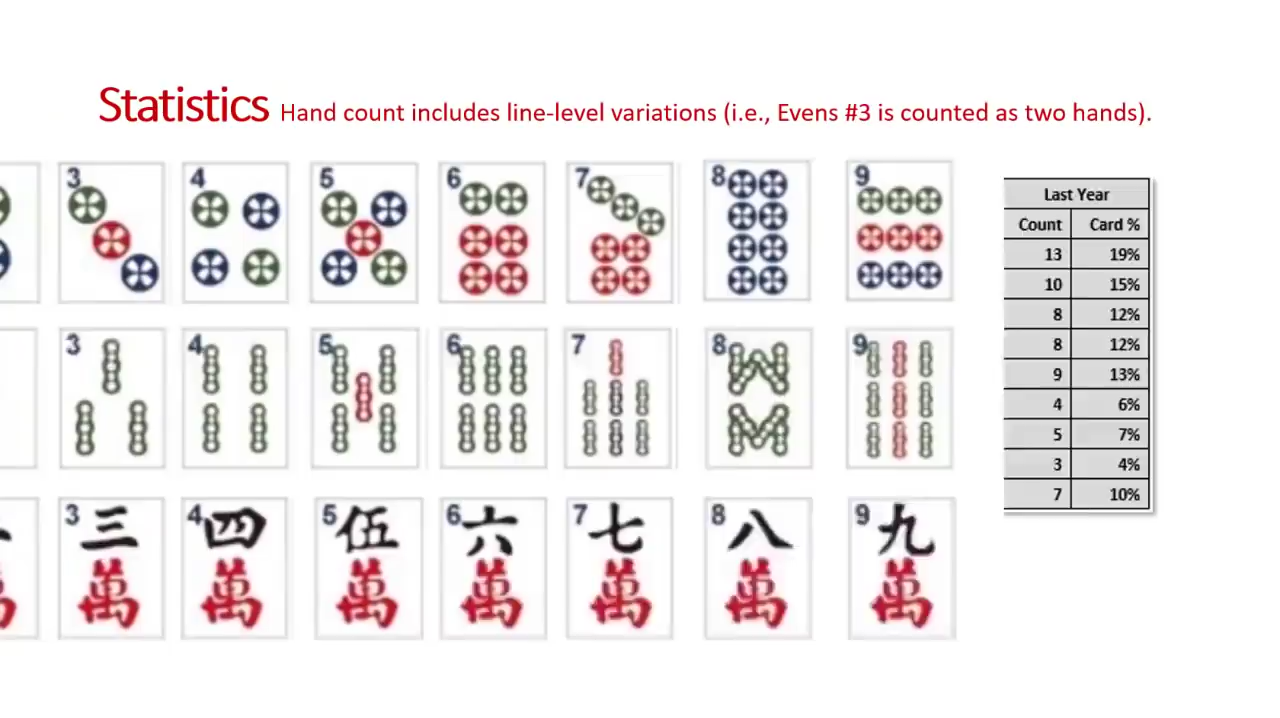 Statistics Hand count includes line-level variations (i.e., Evens #3 is counted as two hands).
3 4 5 6 7 8 9
3 4 5 6 7 8 9
3 4 5 6 7 8 9
三 四 伍 六 七 八 九
萬 萬 萬 萬 萬 萬 萬
Last Year
Count Card %
13 19%
10 15%
8 12%
8 12%
9 13%
4 6%
5 7%
3 4%
7 10%